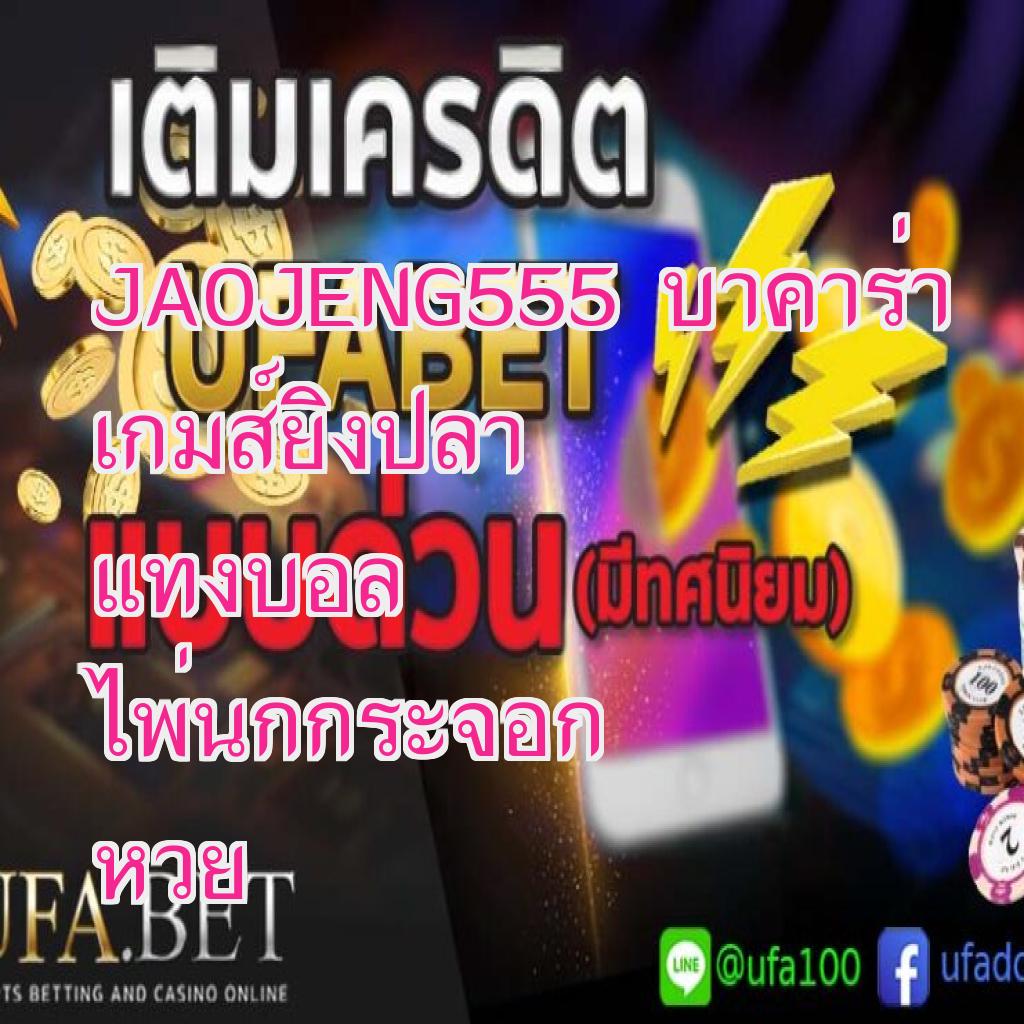 เติมเครดิต
JAOJENG555 บาคาร่า
UFABET
เกมส์ยิงปลา
แบบด่วน (มีทศนิยม)
แทงบอล
ไพ่นกกระจอก
หวย
UFA.BET
BETTING AND CASINO ONLINE
LINE @ufa100
100